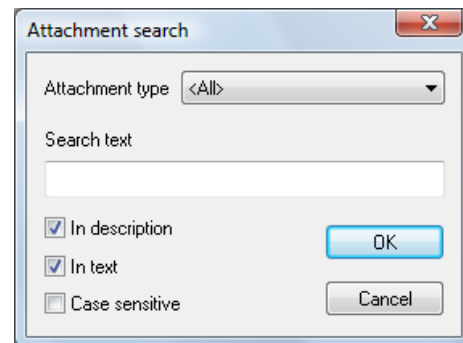 Attachment search
Attachment type <All>
Search text
In description
In text
Case sensitive
OK
Cancel